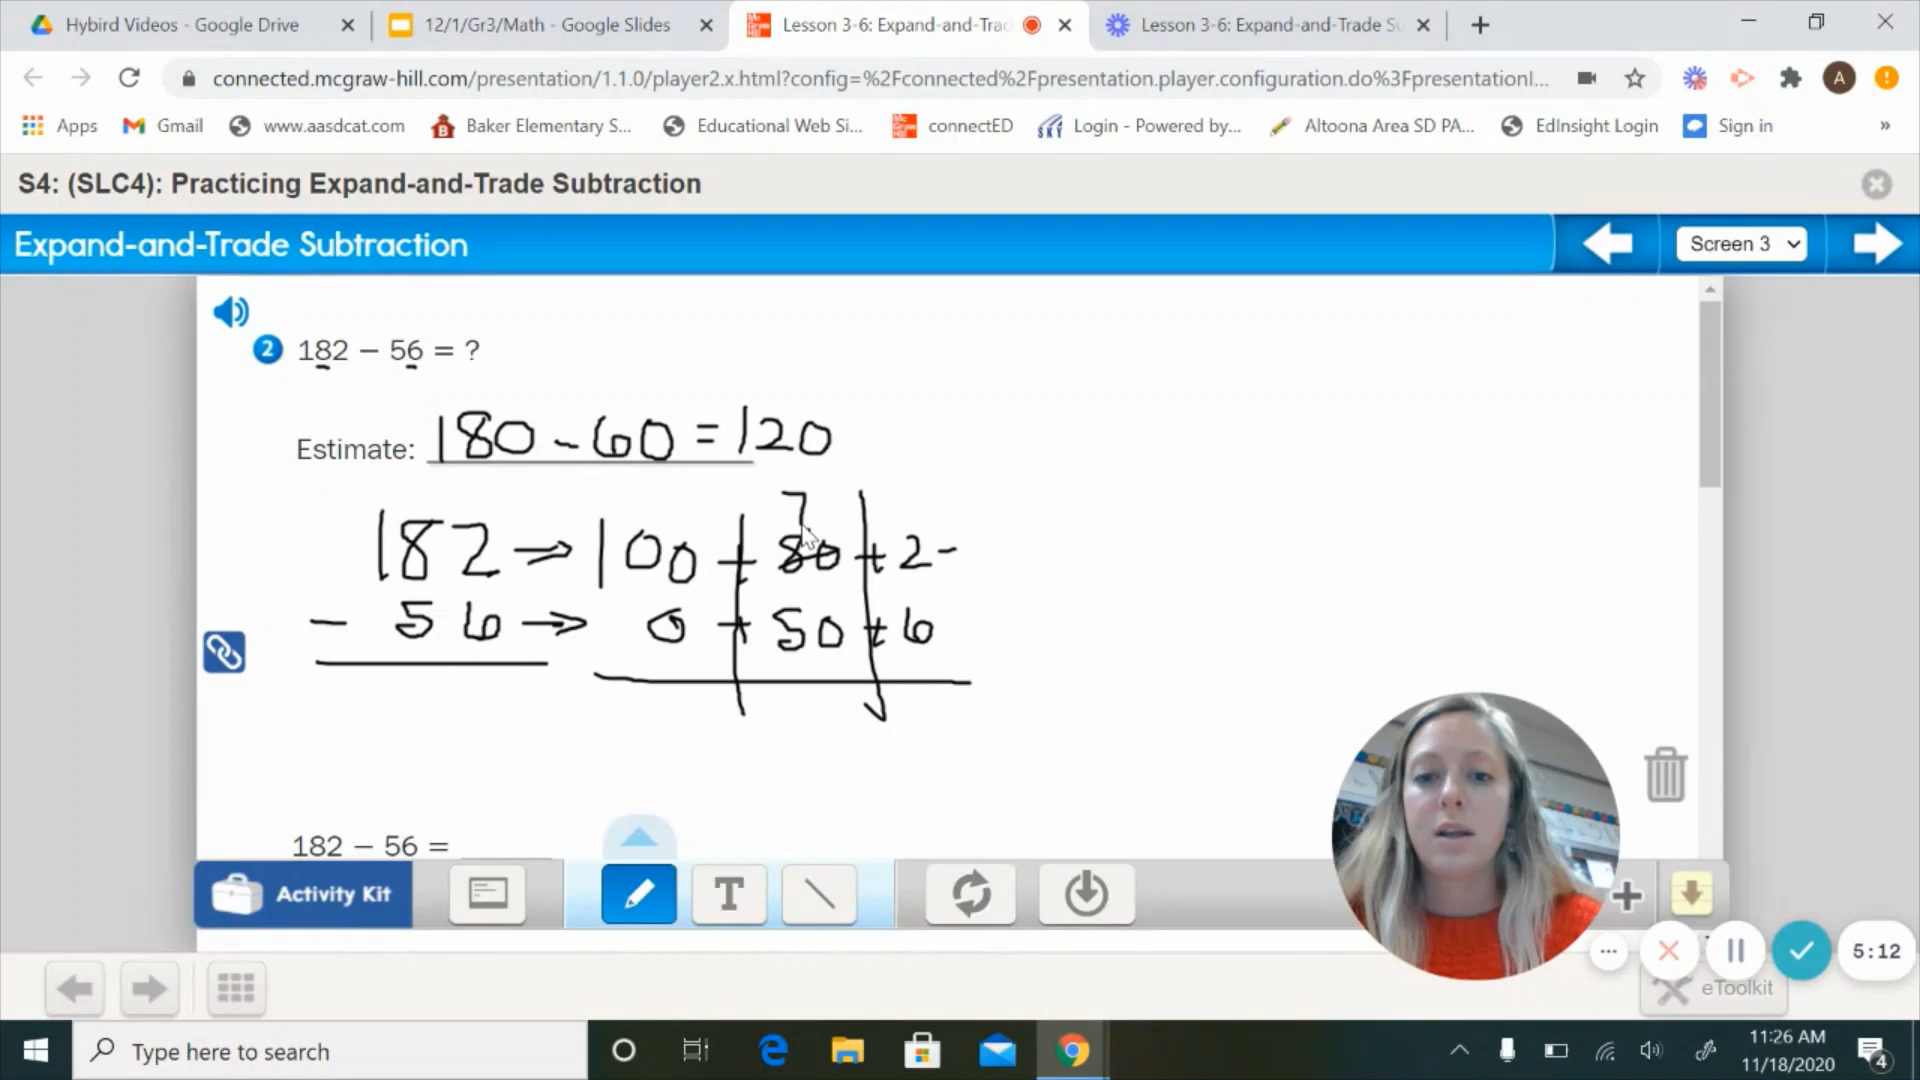 Hybird Videos - Google Drive
12/1/Gr3/Math - Google Slides
Lesson 3-6: Expand-and-Trad
Lesson 3-6: Expand-and-Trade Su
connected.mcgraw-hill.com/presentation/1.1.0/player2.x.html?config=%2Fconnected%2Fpresentation.player.configuration.do%3Fpresentationl...
A
Apps Gmail www.aasdcat.com Baker Elementary S... Educational Web Si... connectED Login - Powered by... Altoona Area SD PA... EdInsight Login Sign in »
S4: (SLC4): Practicing Expand-and-Trade Subtraction
Expand-and-Trade Subtraction
Screen 3
2 182 − 56 = ?
Estimate: 180 - 60 = 120
7
182 → 100 + 80 + 2 -
- 56 → 0 + 50 + 6
182 − 56 =
Activity Kit
T
5:12
eToolkit
Type here to search
11:26 AM
11/18/2020
4